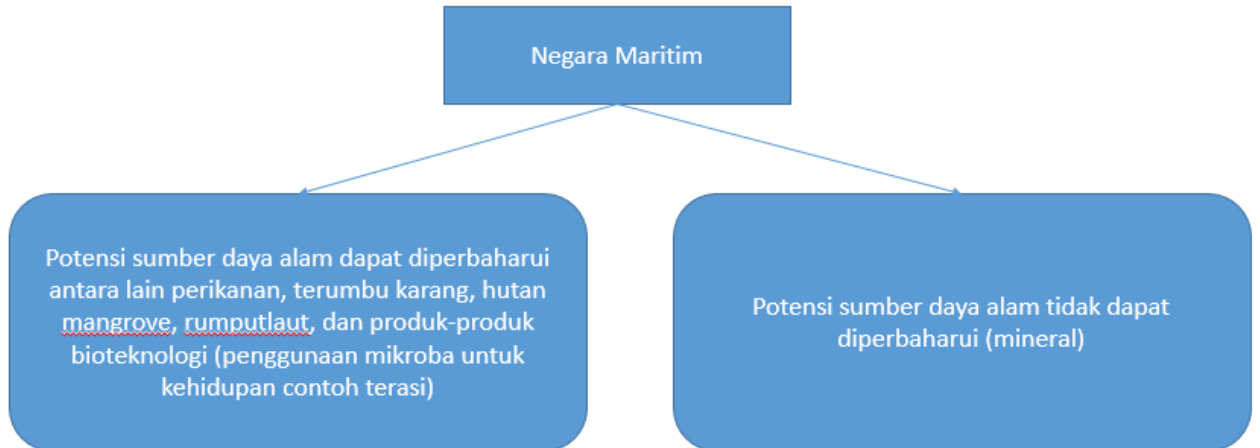 Negara Maritim
Potensi sumber daya alam dapat diperbaharui
antara lain perikanan, terumbu karang, hutan
mangrove, rumputlaut, dan produk-produk
bioteknologi (penggunaan mikroba untuk
kehidupan contoh terasi)
Potensi sumber daya alam tidak dapat
diperbaharui (mineral)